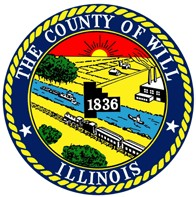 THE COUNTY OF WILL
1836
ILLINOIS